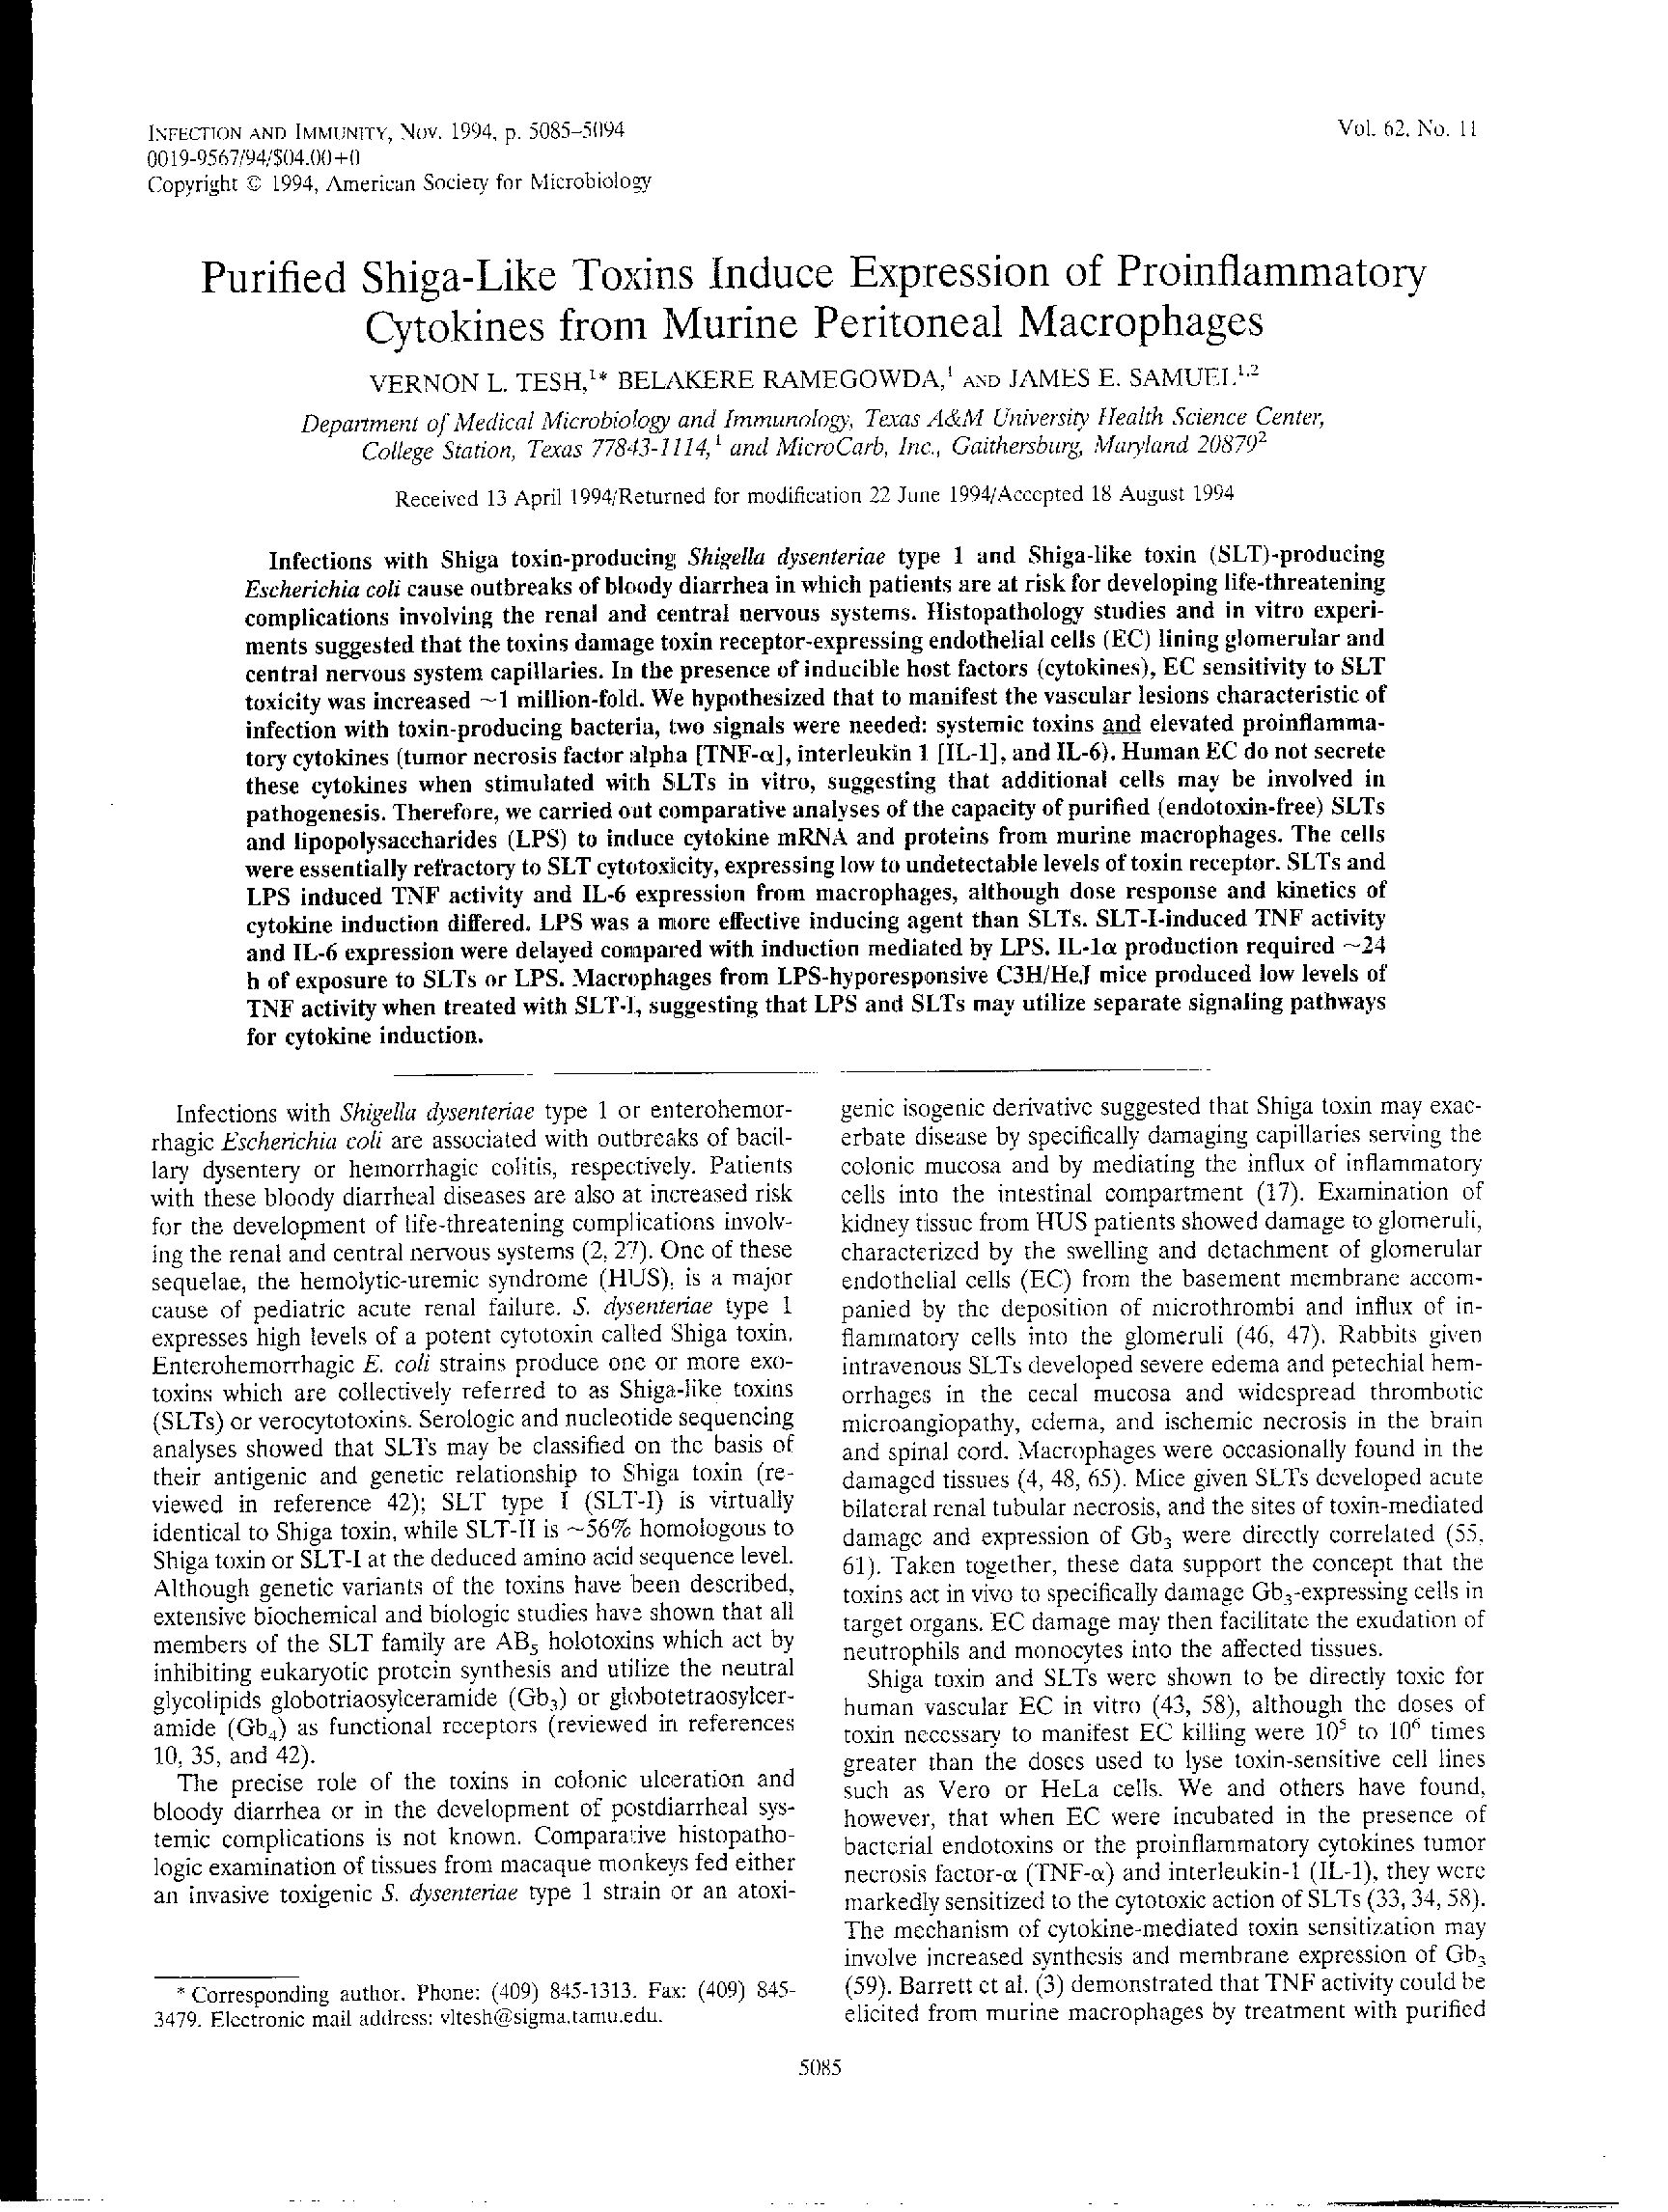 INFECTION AND IMMUNITY, Nov. 1994, p. 5085–5094
0019-9567/94/$04.00+0
Copyright © 1994, American Society for Microbiology
Vol. 62, No. 11
Purified Shiga-Like Toxins Induce Expression of Proinflammatory
Cytokines from Murine Peritoneal Macrophages
VERNON L. TESH,¹* BELAKERE RAMEGOWDA,¹ AND JAMES E. SAMUEL¹,²
Department of Medical Microbiology and Immunology, Texas A&M University Health Science Center,
College Station, Texas 77843-1114,¹ and MicroCarb, Inc., Gaithersburg, Maryland 20879²
Received 13 April 1994/Returned for modification 22 June 1994/Accepted 18 August 1994
Infections with Shiga toxin-producing Shigella dysenteriae type 1 and Shiga-like toxin (SLT)-producing
Escherichia coli cause outbreaks of bloody diarrhea in which patients are at risk for developing life-threatening
complications involving the renal and central nervous systems. Histopathology studies and in vitro experi-
ments suggested that the toxins damage toxin receptor-expressing endothelial cells (EC) lining glomerular and
central nervous system capillaries. In the presence of inducible host factors (cytokines), EC sensitivity to SLT
toxicity was increased ~1 million-fold. We hypothesized that to manifest the vascular lesions characteristic of
infection with toxin-producing bacteria, two signals were needed: systemic toxins and elevated proinflamma-
tory cytokines (tumor necrosis factor alpha [TNF-α], interleukin 1 [IL-1], and IL-6). Human EC do not secrete
these cytokines when stimulated with SLTs in vitro, suggesting that additional cells may be involved in
pathogenesis. Therefore, we carried out comparative analyses of the capacity of purified (endotoxin-free) SLTs
and lipopolysaccharides (LPS) to induce cytokine mRNA and proteins from murine macrophages. The cells
were essentially refractory to SLT cytotoxicity, expressing low to undetectable levels of toxin receptor. SLTs and
LPS induced TNF activity and IL-6 expression from macrophages, although dose response and kinetics of
cytokine induction differed. LPS was a more effective inducing agent than SLTs. SLT-I-induced TNF activity
and IL-6 expression were delayed compared with induction mediated by LPS. IL-1α production required ~24
h of exposure to SLTs or LPS. Macrophages from LPS-hyporesponsive C3H/HeJ mice produced low levels of
TNF activity when treated with SLT-I, suggesting that LPS and SLTs may utilize separate signaling pathways
for cytokine induction.
Infections with Shigella dysenteriae type 1 or enterohemor-
rhagic Escherichia coli are associated with outbreaks of bacil-
lary dysentery or hemorrhagic colitis, respectively. Patients
with these bloody diarrheal diseases are also at increased risk
for the development of life-threatening complications involv-
ing the renal and central nervous systems (2, 27). One of these
sequelae, the hemolytic-uremic syndrome (HUS), is a major
cause of pediatric acute renal failure. S. dysenteriae type 1
expresses high levels of a potent cytotoxin called Shiga toxin.
Enterohemorrhagic E. coli strains produce one or more exo-
toxins which are collectively referred to as Shiga-like toxins
(SLTs) or verocytotoxins. Serologic and nucleotide sequencing
analyses showed that SLTs may be classified on the basis of
their antigenic and genetic relationship to Shiga toxin (re-
viewed in reference 42); SLT type I (SLT-I) is virtually
identical to Shiga toxin, while SLT-II is ~56% homologous to
Shiga toxin or SLT-I at the deduced amino acid sequence level.
Although genetic variants of the toxins have been described,
extensive biochemical and biologic studies have shown that all
members of the SLT family are AB₅ holotoxins which act by
inhibiting eukaryotic protein synthesis and utilize the neutral
glycolipids globotriaosylceramide (Gb₃) or globotetraosylcer-
amide (Gb₄) as functional receptors (reviewed in references
10, 35, and 42).
The precise role of the toxins in colonic ulceration and
bloody diarrhea or in the development of postdiarrheal sys-
temic complications is not known. Comparative histopatho-
logic examination of tissues from macaque monkeys fed either
an invasive toxigenic S. dysenteriae type 1 strain or an atoxi-
* Corresponding author. Phone: (409) 845-1313. Fax: (409) 845-
3479. Electronic mail address: vltesh@sigma.tamu.edu.
genic isogenic derivative suggested that Shiga toxin may exac-
erbate disease by specifically damaging capillaries serving the
colonic mucosa and by mediating the influx of inflammatory
cells into the intestinal compartment (17). Examination of
kidney tissue from HUS patients showed damage to glomeruli,
characterized by the swelling and detachment of glomerular
endothelial cells (EC) from the basement membrane accom-
panied by the deposition of microthrombi and influx of in-
flammatory cells into the glomeruli (46, 47). Rabbits given
intravenous SLTs developed severe edema and petechial hem-
orrhages in the cecal mucosa and widespread thrombotic
microangiopathy, edema, and ischemic necrosis in the brain
and spinal cord. Macrophages were occasionally found in the
damaged tissues (4, 48, 65). Mice given SLTs developed acute
bilateral renal tubular necrosis, and the sites of toxin-mediated
damage and expression of Gb₃ were directly correlated (55,
61). Taken together, these data support the concept that the
toxins act in vivo to specifically damage Gb₃-expressing cells in
target organs. EC damage may then facilitate the exudation of
neutrophils and monocytes into the affected tissues.
Shiga toxin and SLTs were shown to be directly toxic for
human vascular EC in vitro (43, 58), although the doses of
toxin necessary to manifest EC killing were 10⁵ to 10⁶ times
greater than the doses used to lyse toxin-sensitive cell lines
such as Vero or HeLa cells. We and others have found,
however, that when EC were incubated in the presence of
bacterial endotoxins or the proinflammatory cytokines tumor
necrosis factor-α (TNF-α) and interleukin-1 (IL-1), they were
markedly sensitized to the cytotoxic action of SLTs (33, 34, 58).
The mechanism of cytokine-mediated toxin sensitization may
involve increased synthesis and membrane expression of Gb₃
(59). Barrett et al. (3) demonstrated that TNF activity could be
elicited from murine macrophages by treatment with purified
5085